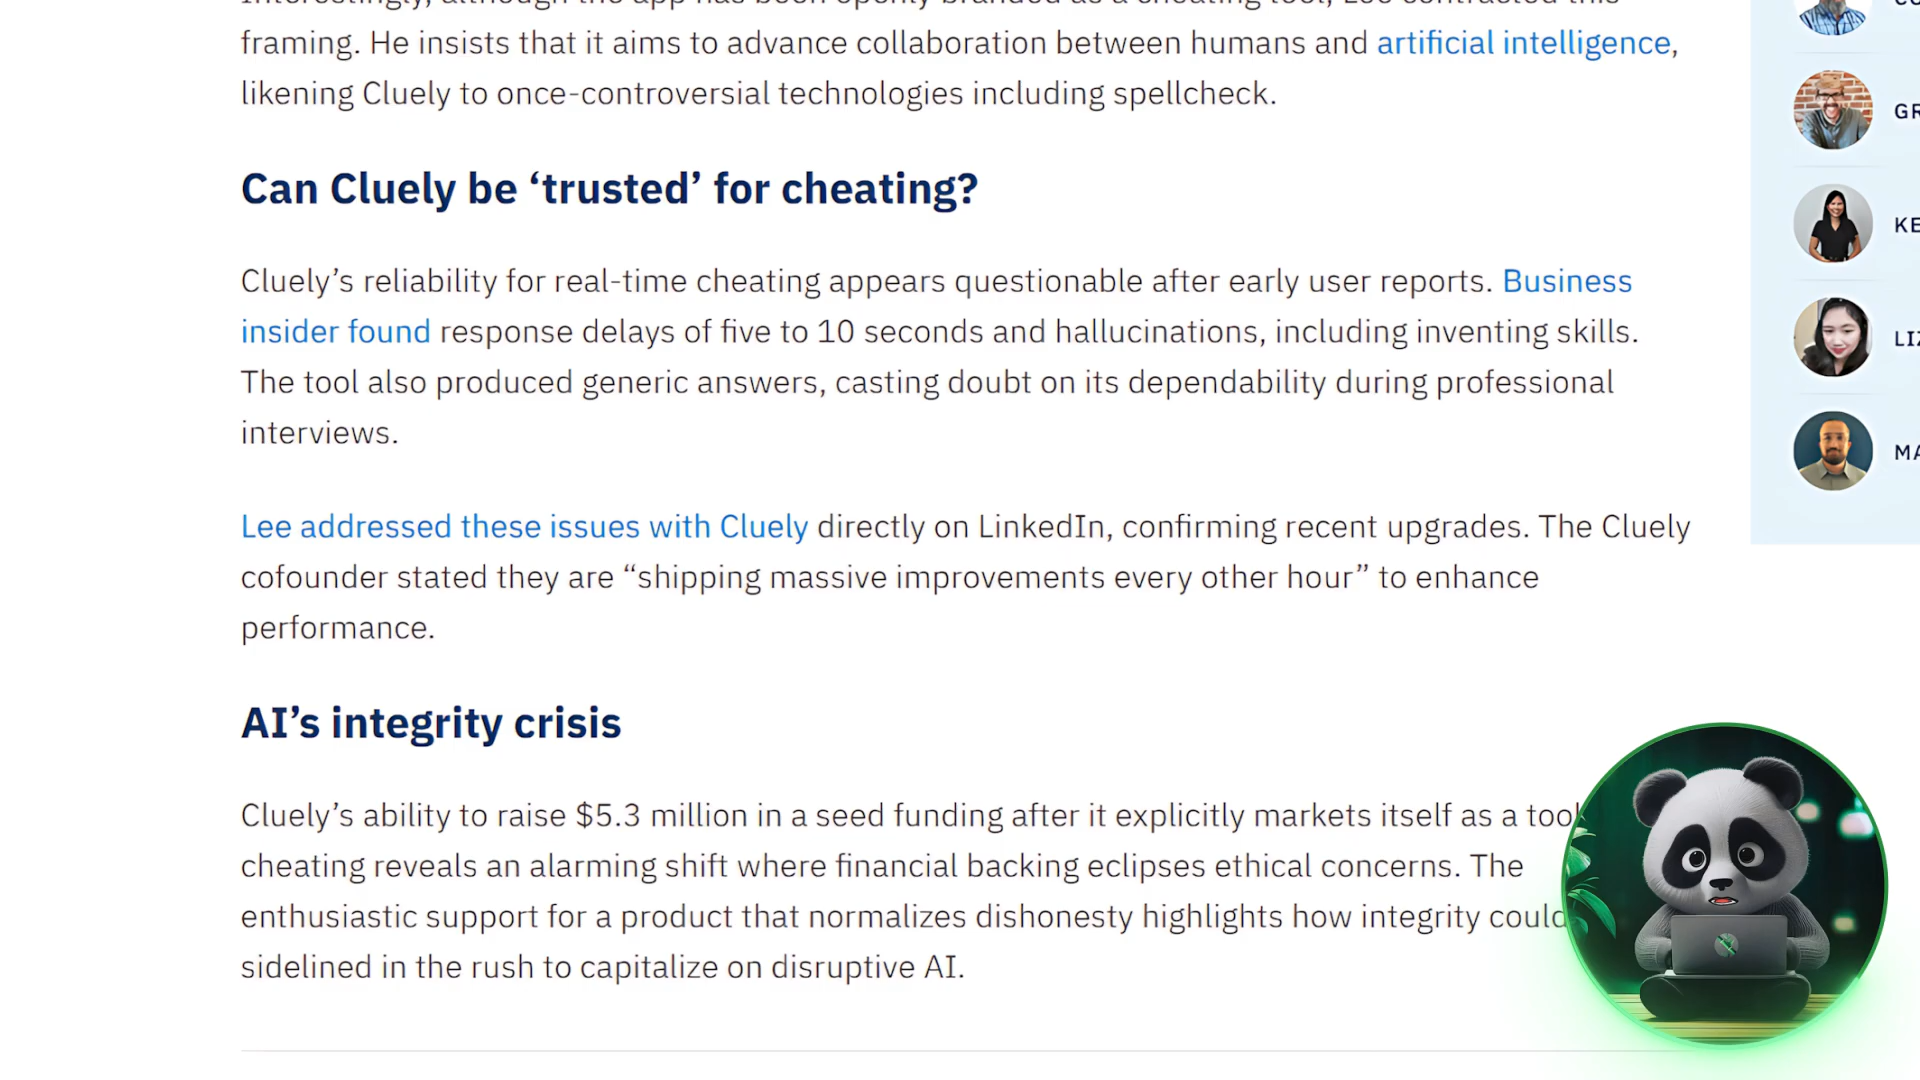 framing. He insists that it aims to advance collaboration between humans and artificial intelligence,
likening Cluely to once-controversial technologies including spellcheck.
Can Cluely be ‘trusted’ for cheating?
Cluely’s reliability for real-time cheating appears questionable after early user reports. Business
insider found response delays of five to 10 seconds and hallucinations, including inventing skills.
The tool also produced generic answers, casting doubt on its dependability during professional
interviews.
Lee addressed these issues with Cluely directly on LinkedIn, confirming recent upgrades. The Cluely
cofounder stated they are “shipping massive improvements every other hour” to enhance
performance.
AI’s integrity crisis
Cluely’s ability to raise $5.3 million in a seed funding after it explicitly markets itself as a tool
cheating reveals an alarming shift where financial backing eclipses ethical concerns. The
enthusiastic support for a product that normalizes dishonesty highlights how integrity could
sidelined in the rush to capitalize on disruptive AI.
GR
KE
LIZ
MA